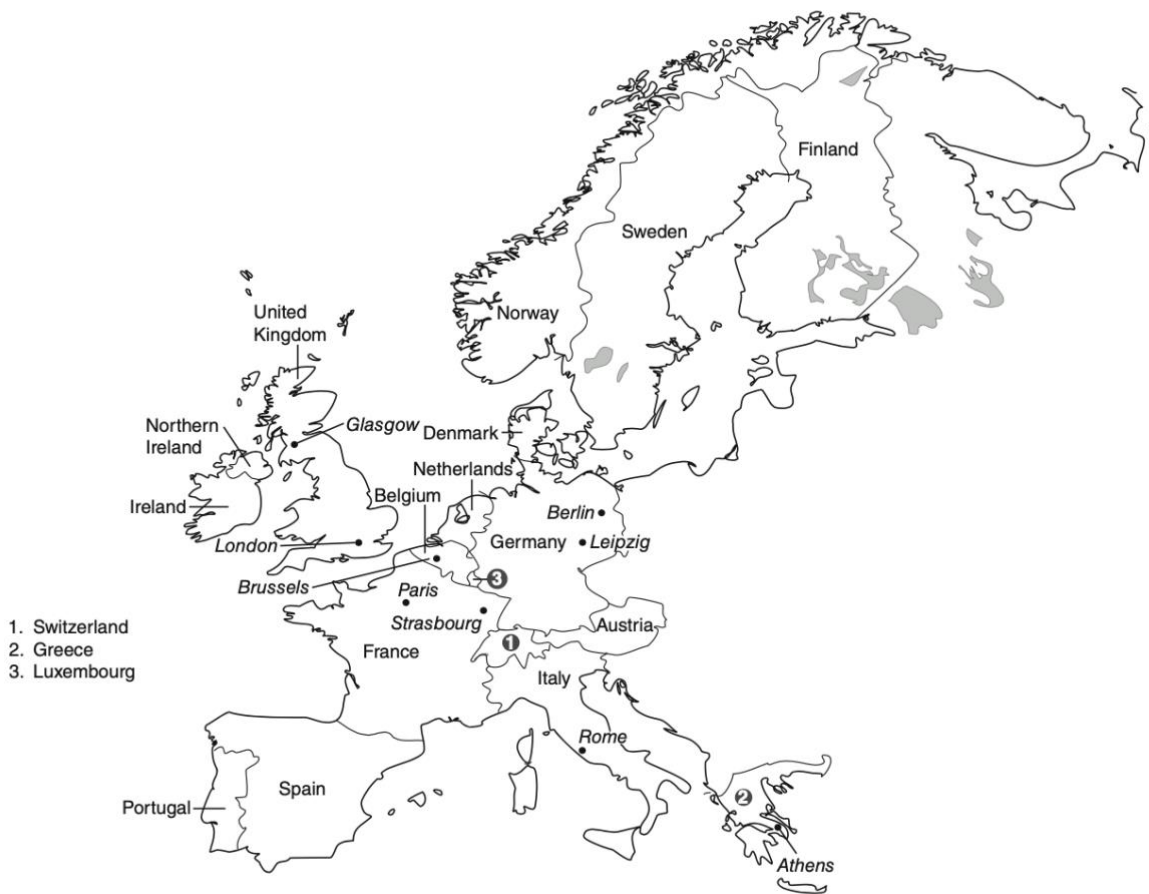 Finland
Sweden
Norway
United
Kingdom
Glasgow
Denmark
Northern
Ireland
Netherlands
Belgium
Ireland
Berlin
Germany
Leipzig
London
3
Brussels
Paris
Strasbourg
Austria
1
1. Switzerland
2. Greece
3. Luxembourg
France
Italy
Rome
Spain
2
Portugal
Athens